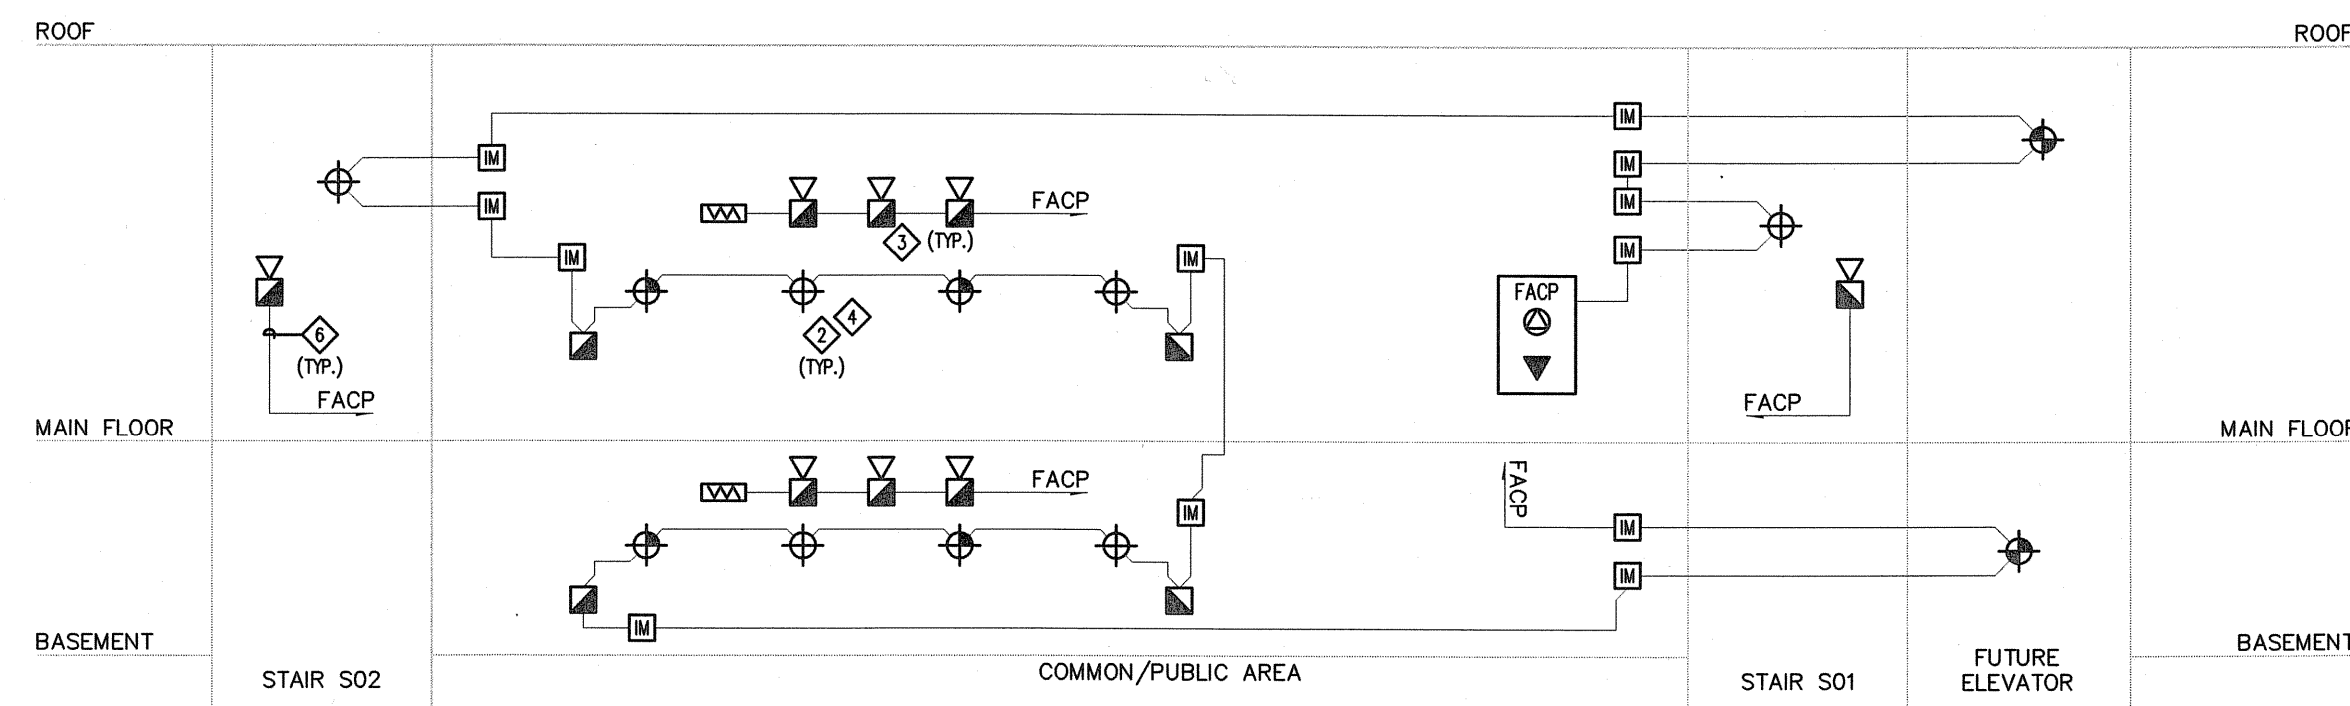 ROOF
ROOF
IM
IM
IM
IM
IM
FACP
IM
3
(TYP.)
IM
IM
IM
FACP
2
4
(TYP.)
6
(TYP.)
FACP
FACP
MAIN FLOOR
MAIN FLOOR
FACP
FACP
IM
IM
IM
IM
BASEMENT
BASEMENT
STAIR S02
COMMON/PUBLIC AREA
STAIR S01
FUTURE
ELEVATOR